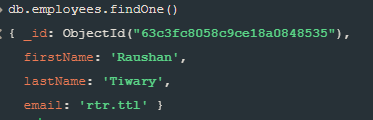 db.employees.findOne()
{ _id: ObjectId("63c3fc8058c9ce18a0848535"),
firstName: 'Raushan',
lastName: 'Tiwary',
email: 'rtr.ttl' }